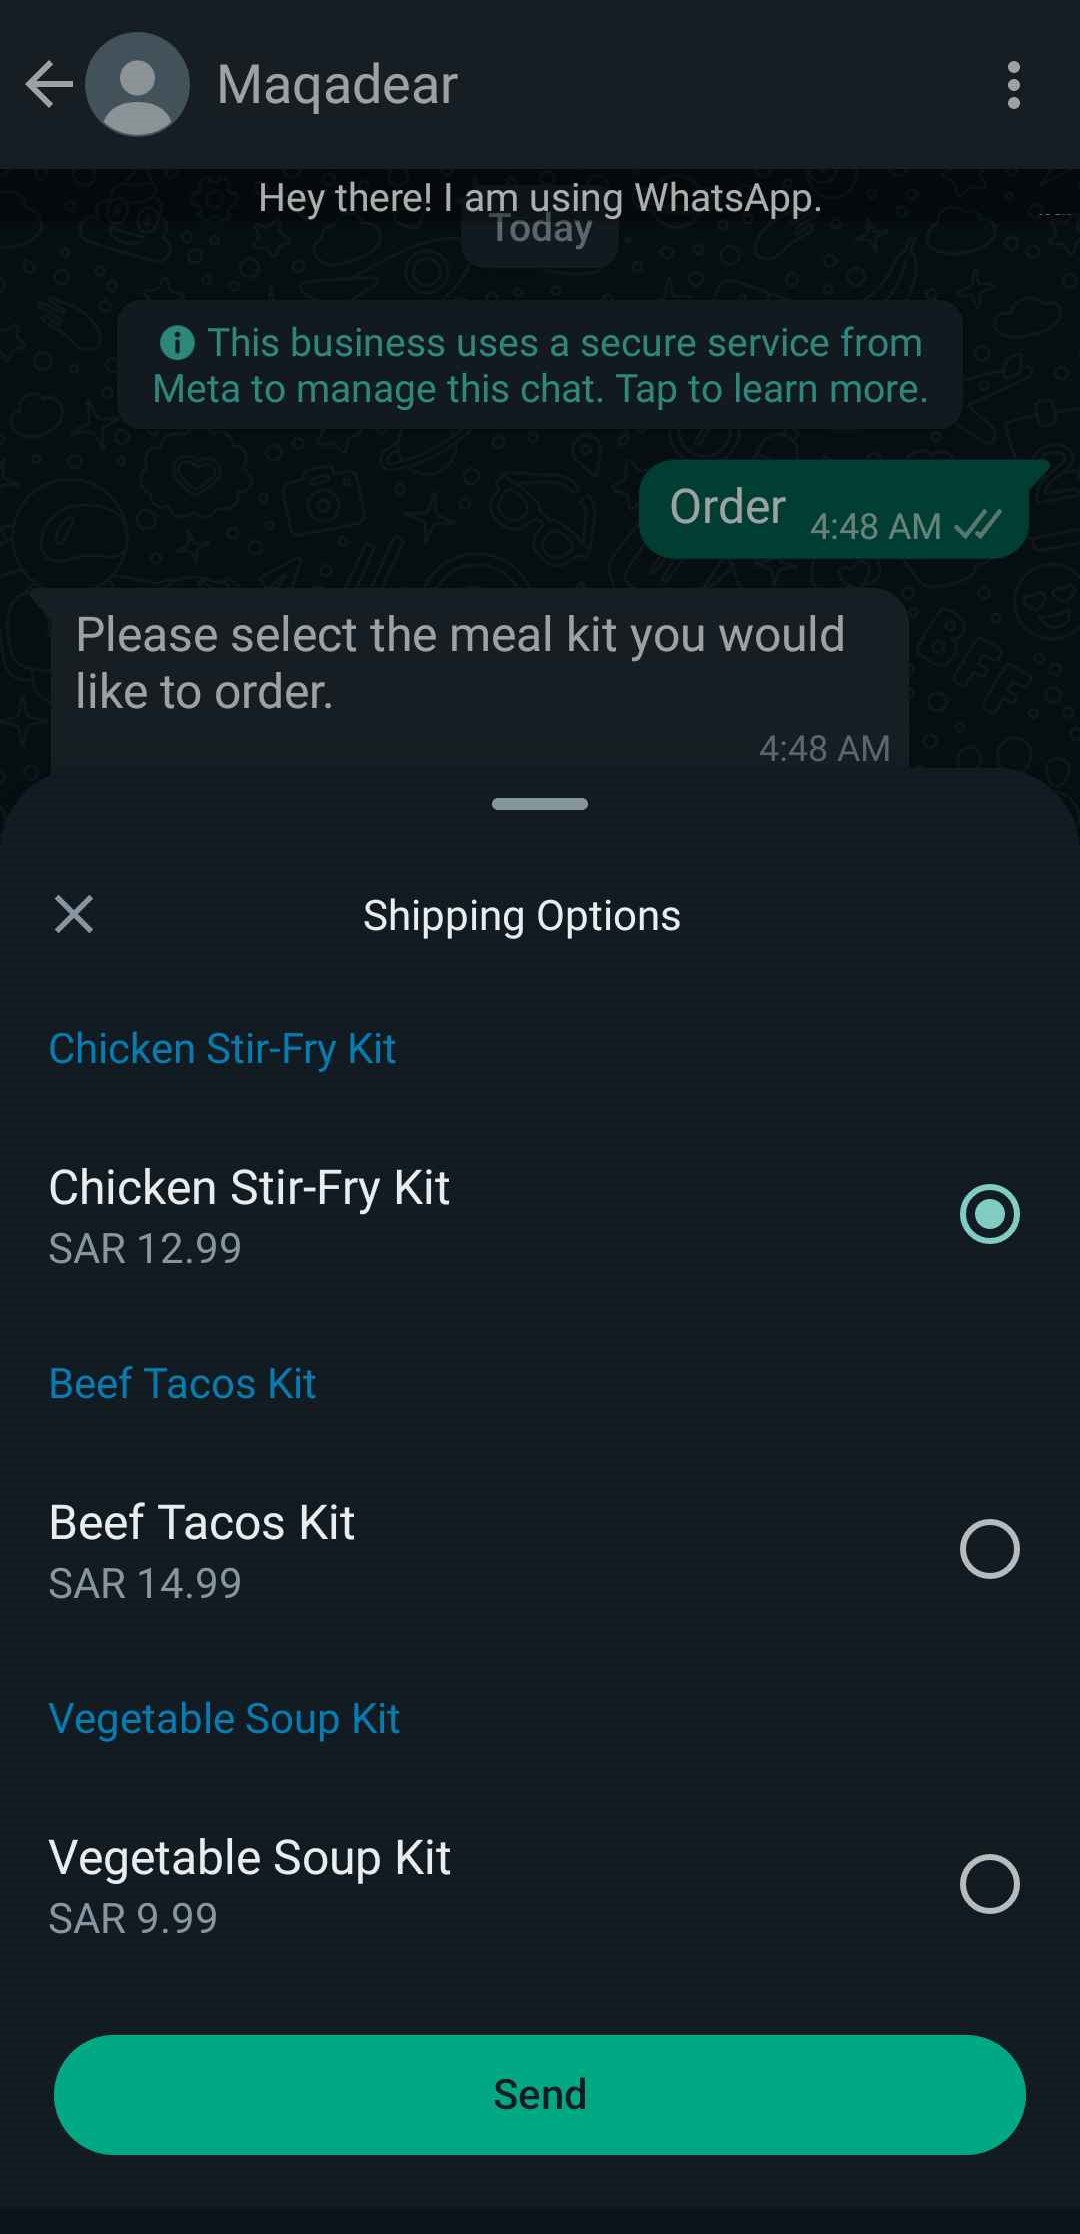 Maqadear
Hey there! I am using WhatsApp.
Today
This business uses a secure service from
Meta to manage this chat. Tap to learn more.
Order 4:48 AM
Please select the meal kit you would
like to order.
4:48 AM
Shipping Options
Chicken Stir-Fry Kit
Chicken Stir-Fry Kit
SAR 12.99
Beef Tacos Kit
Beef Tacos Kit
SAR 14.99
Vegetable Soup Kit
Vegetable Soup Kit
SAR 9.99
Send